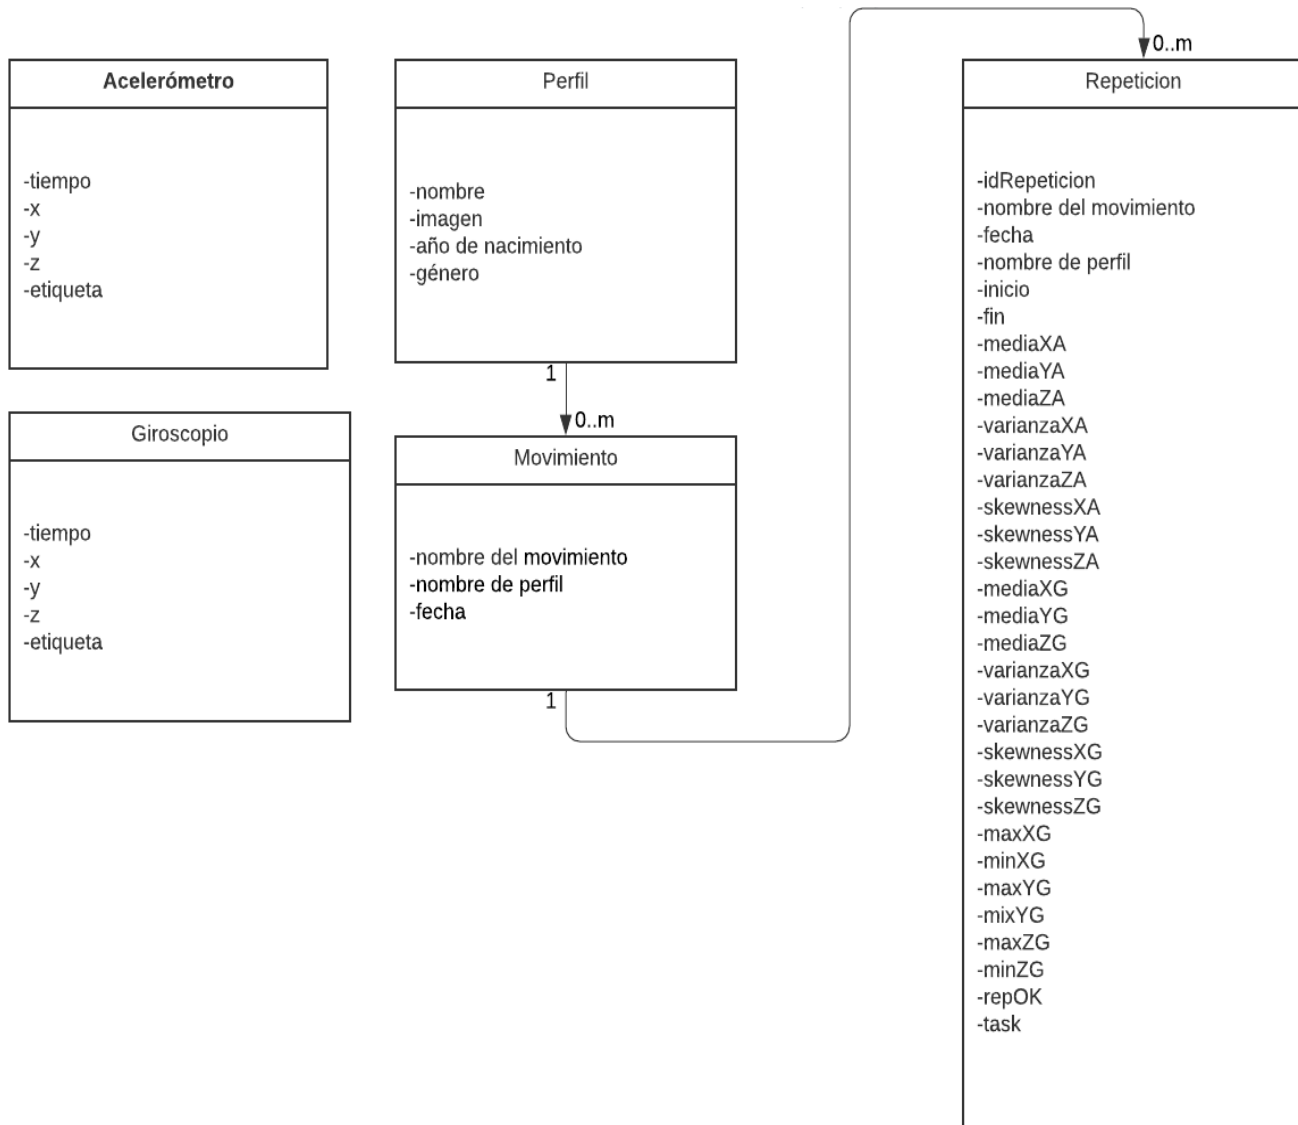 Acelerómetro
-tiempo
-x
-y
-z
-etiqueta
Giroscopio
-tiempo
-x
-y
-z
-etiqueta
Perfil
-nombre
-imagen
-año de nacimiento
-género
1
0..m
Movimiento
-nombre del movimiento
-nombre de perfil
-fecha
1
0..m
Repeticion
-idRepeticion
-nombre del movimiento
-fecha
-nombre de perfil
-inicio
-fin
-mediaXA
-mediaYA
-mediaZA
-varianzaXA
-varianzaYA
-varianzaZA
-skewnessXA
-skewnessYA
-skewnessZA
-mediaXG
-mediaYG
-mediaZG
-varianzaXG
-varianzaYG
-varianzaZG
-skewnessXG
-skewnessYG
-skewnessZG
-maxXG
-minXG
-maxYG
-mixYG
-maxZG
-minZG
-repOK
-task